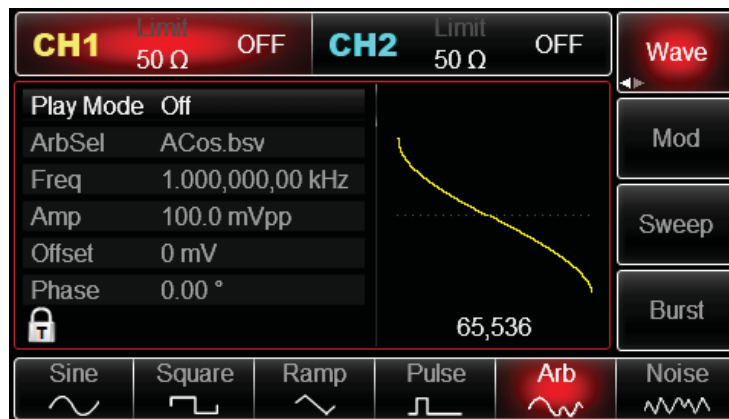 CH1 Limit 50 Ω OFF
CH2 Limit 50 Ω OFF
Wave
Play Mode Off
ArbSel ACos.bsv
Freq 1.000,000,00 kHz
Amp 100.0 mVpp
Offset 0 mV
Phase 0.00 °
T
65,536
Mod
Sweep
Burst
Sine
Square
Ramp
Pulse
Arb
Noise